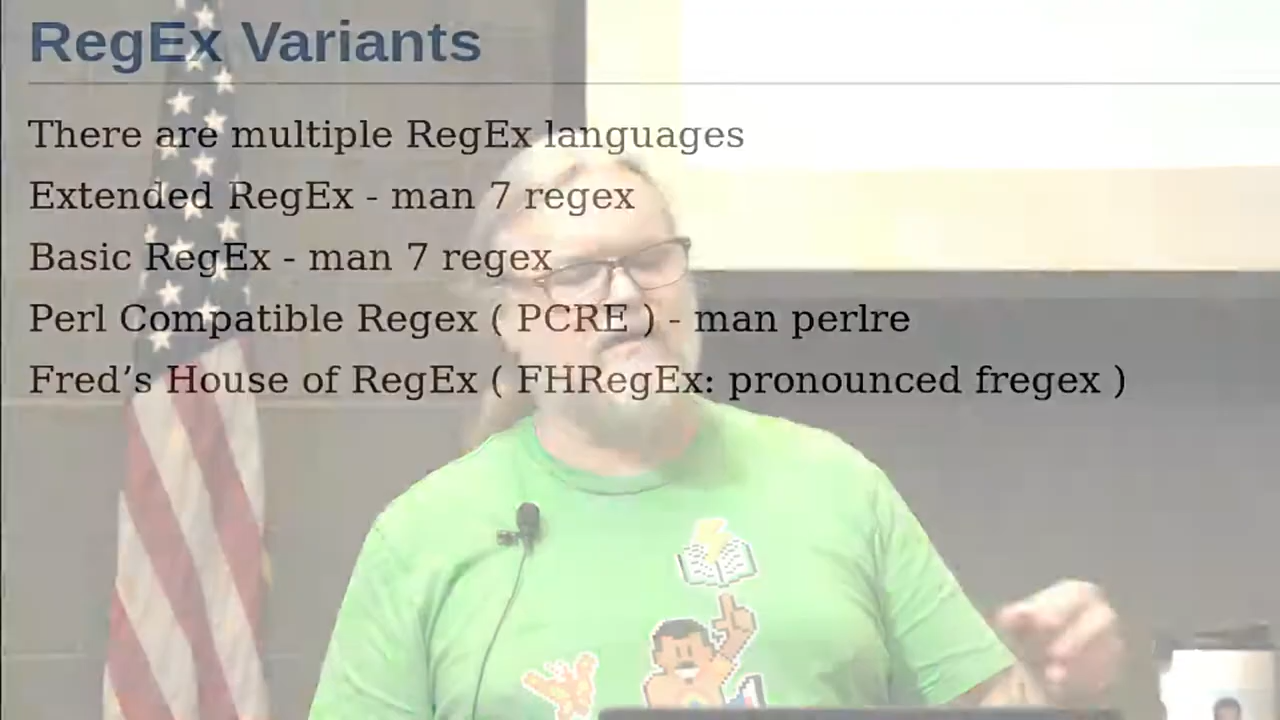 RegEx Variants
There are multiple RegEx languages
Extended RegEx - man 7 regex
Basic RegEx - man 7 regex
Perl Compatible Regex ( PCRE ) - man perlre
Fred’s House of RegEx ( FHRegEx: pronounced fregex )